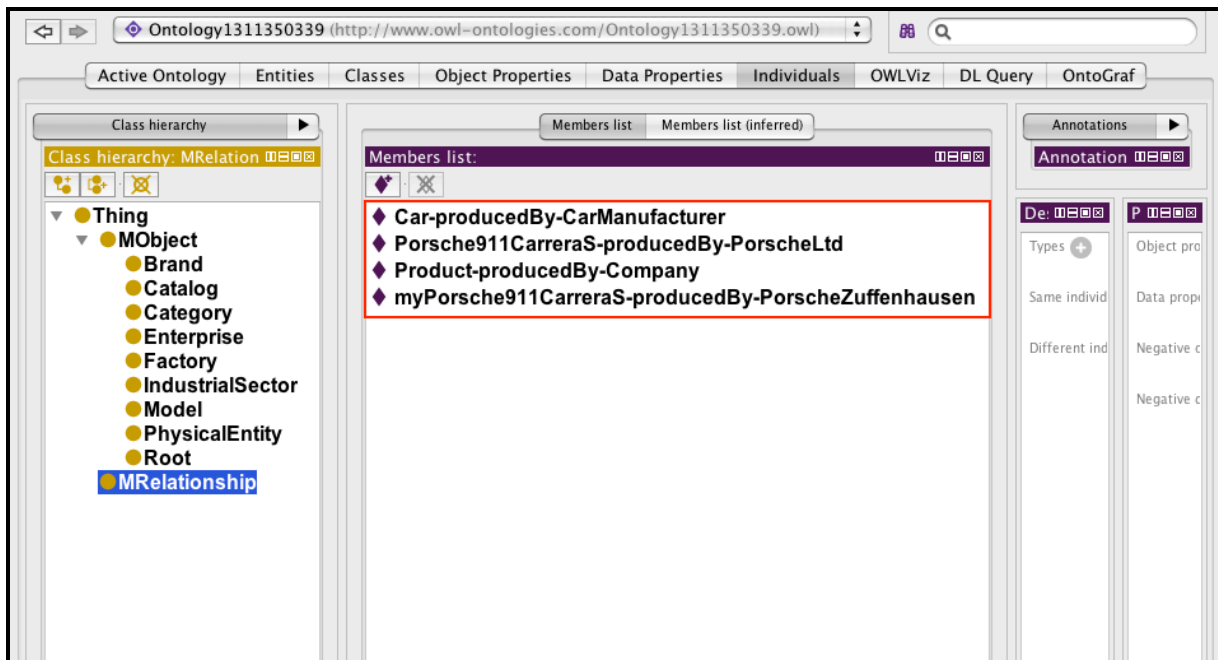 Ontology1311350339 (http://www.owl-ontologies.com/Ontology1311350339.owl)
Active Ontology Entities Classes Object Properties Data Properties Individuals OWLViz DL Query OntoGraf
Class hierarchy
Members list Members list (inferred)
Annotations
Class hierarchy: MRelation
Members list:
Annotation
Thing
MObject
Brand
Catalog
Category
Enterprise
Factory
IndustrialSector
Model
PhysicalEntity
Root
MRelationship
Car-producedBy-CarManufacturer
Porsche911CarreraS-producedBy-PorscheLtd
Product-producedBy-Company
myPorsche911CarreraS-producedBy-PorscheZuffenhausen
De:
Types
Same individ
Different ind
P
Object pro
Data prop
Negative c
Negative c